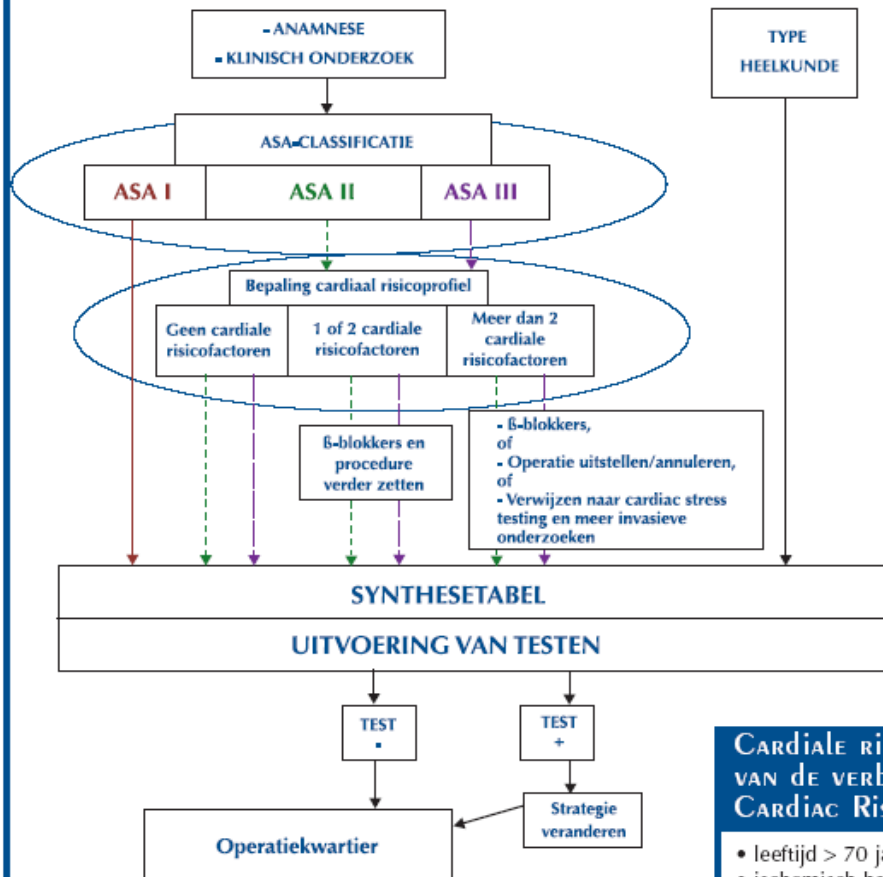 - ANAMNESE
- KLINISCH ONDERZOEK
TYPE
HEELKUNDE
ASA-CLASSIFICATIE
ASA I
ASA II
ASA III
Bepaling cardiaal risicoprofiel
Geen cardiale
risicofactoren
1 of 2 cardiale
risicofactoren
Meer dan 2
cardiale
risicofactoren
ß-blokkers en
procedure
verder zetten
- ß-blokkers,
of
- Operatie uitstellen/annuleren,
of
- Verwijzen naar cardiac stress
testing en meer invasieve
onderzoeken
SYNTHESETABEL
UITVOERING VAN TESTEN
TEST
-
TEST
+
Strategie
veranderen
Operatiekwartier
Cardiale
van de
Cardiac
• leeftijd > 70